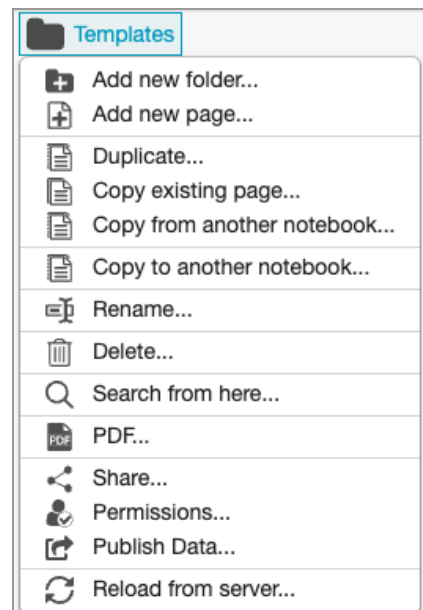 Templates
Add new folder...
Add new page...
Duplicate...
Copy existing page...
Copy from another notebook...
Copy to another notebook...
Rename...
Delete...
Search from here...
PDF
PDF...
Share...
Permissions...
Publish Data...
Reload from server...